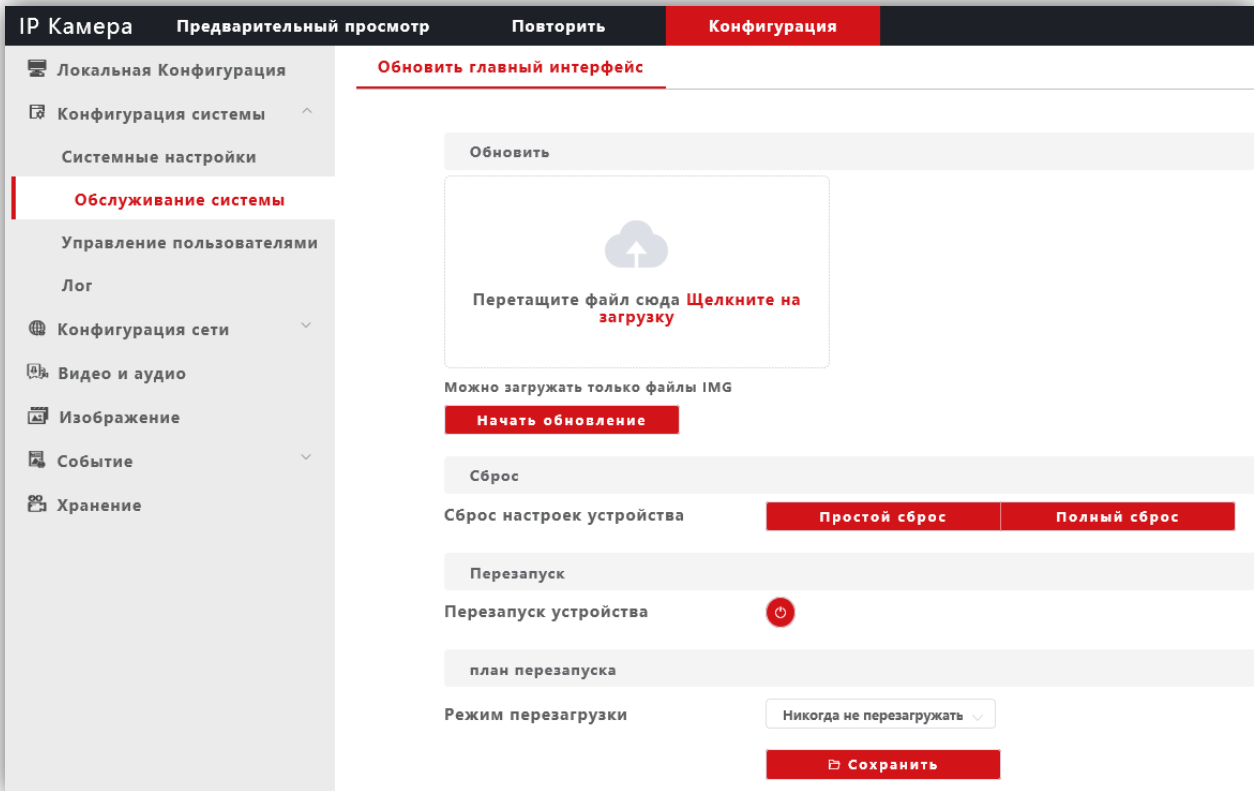 IP Камера Предварительный просмотр Повторить Конфигурация
Локальная Конфигурация
Конфигурация системы
Системные настройки
Обслуживание системы
Управление пользователями
Лог
Конфигурация сети
Видео и аудио
Изображение
Событие
Хранение
Обновить главный интерфейс
Обновить
Перетащите файл сюда Щелкните на
загрузку
Можно загружать только файлы IMG
Начать обновление
Сброс
Сброс настроек устройства Простой сброс Полный сброс
Перезапуск
Перезапуск устройства
план перезапуска
Режим перезагрузки Никогда не перезагружать
Сохранить